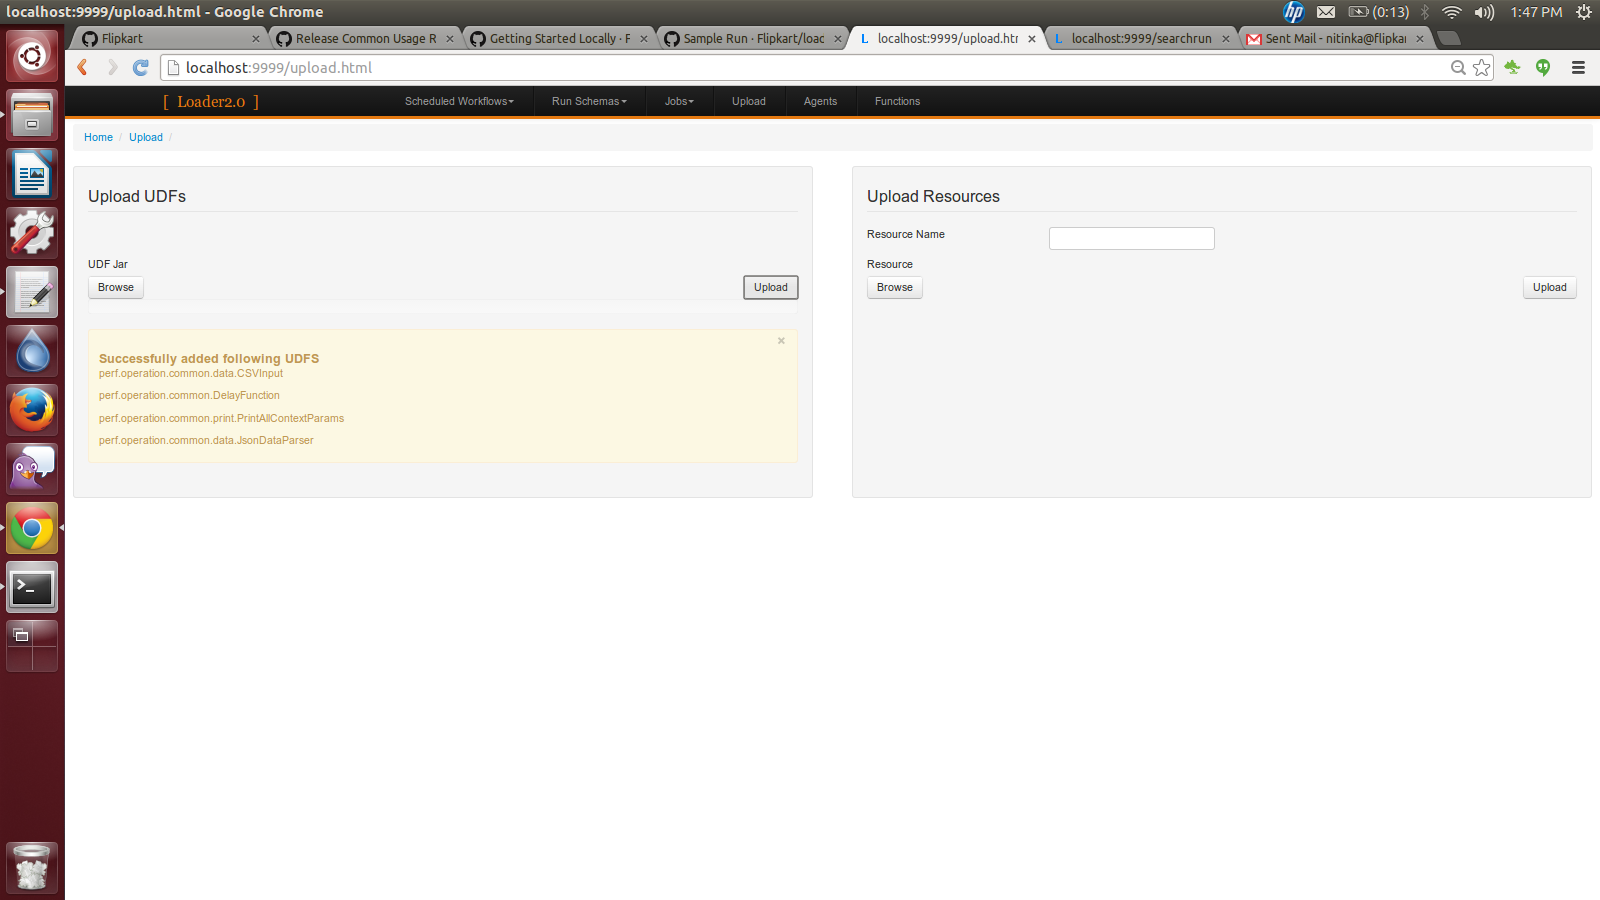 localhost:9999/upload.html - Google Chrome
hp (0:13) 1:47 PM
Flipkart
Release Common Usage R
Getting Started Locally · F
Sample Run · Flipkart/load
L localhost:9999/upload.htm
L localhost:9999/searchrun
Sent Mail - nitinka@flipkar
localhost:9999/upload.html
[ Loader2.0 ]
Scheduled Workflows
Run Schemas
Jobs
Upload
Agents
Functions
Home / Upload /
Upload UDFs
UDF Jar
Browse
Upload
×
Successfully added following UDFS
perf.operation.common.data.CSVInput
perf.operation.common.DelayFunction
perf.operation.common.print.PrintAllContextParams
perf.operation.common.data.JsonDataParser
Upload Resources
Resource Name
Resource
Browse
Upload